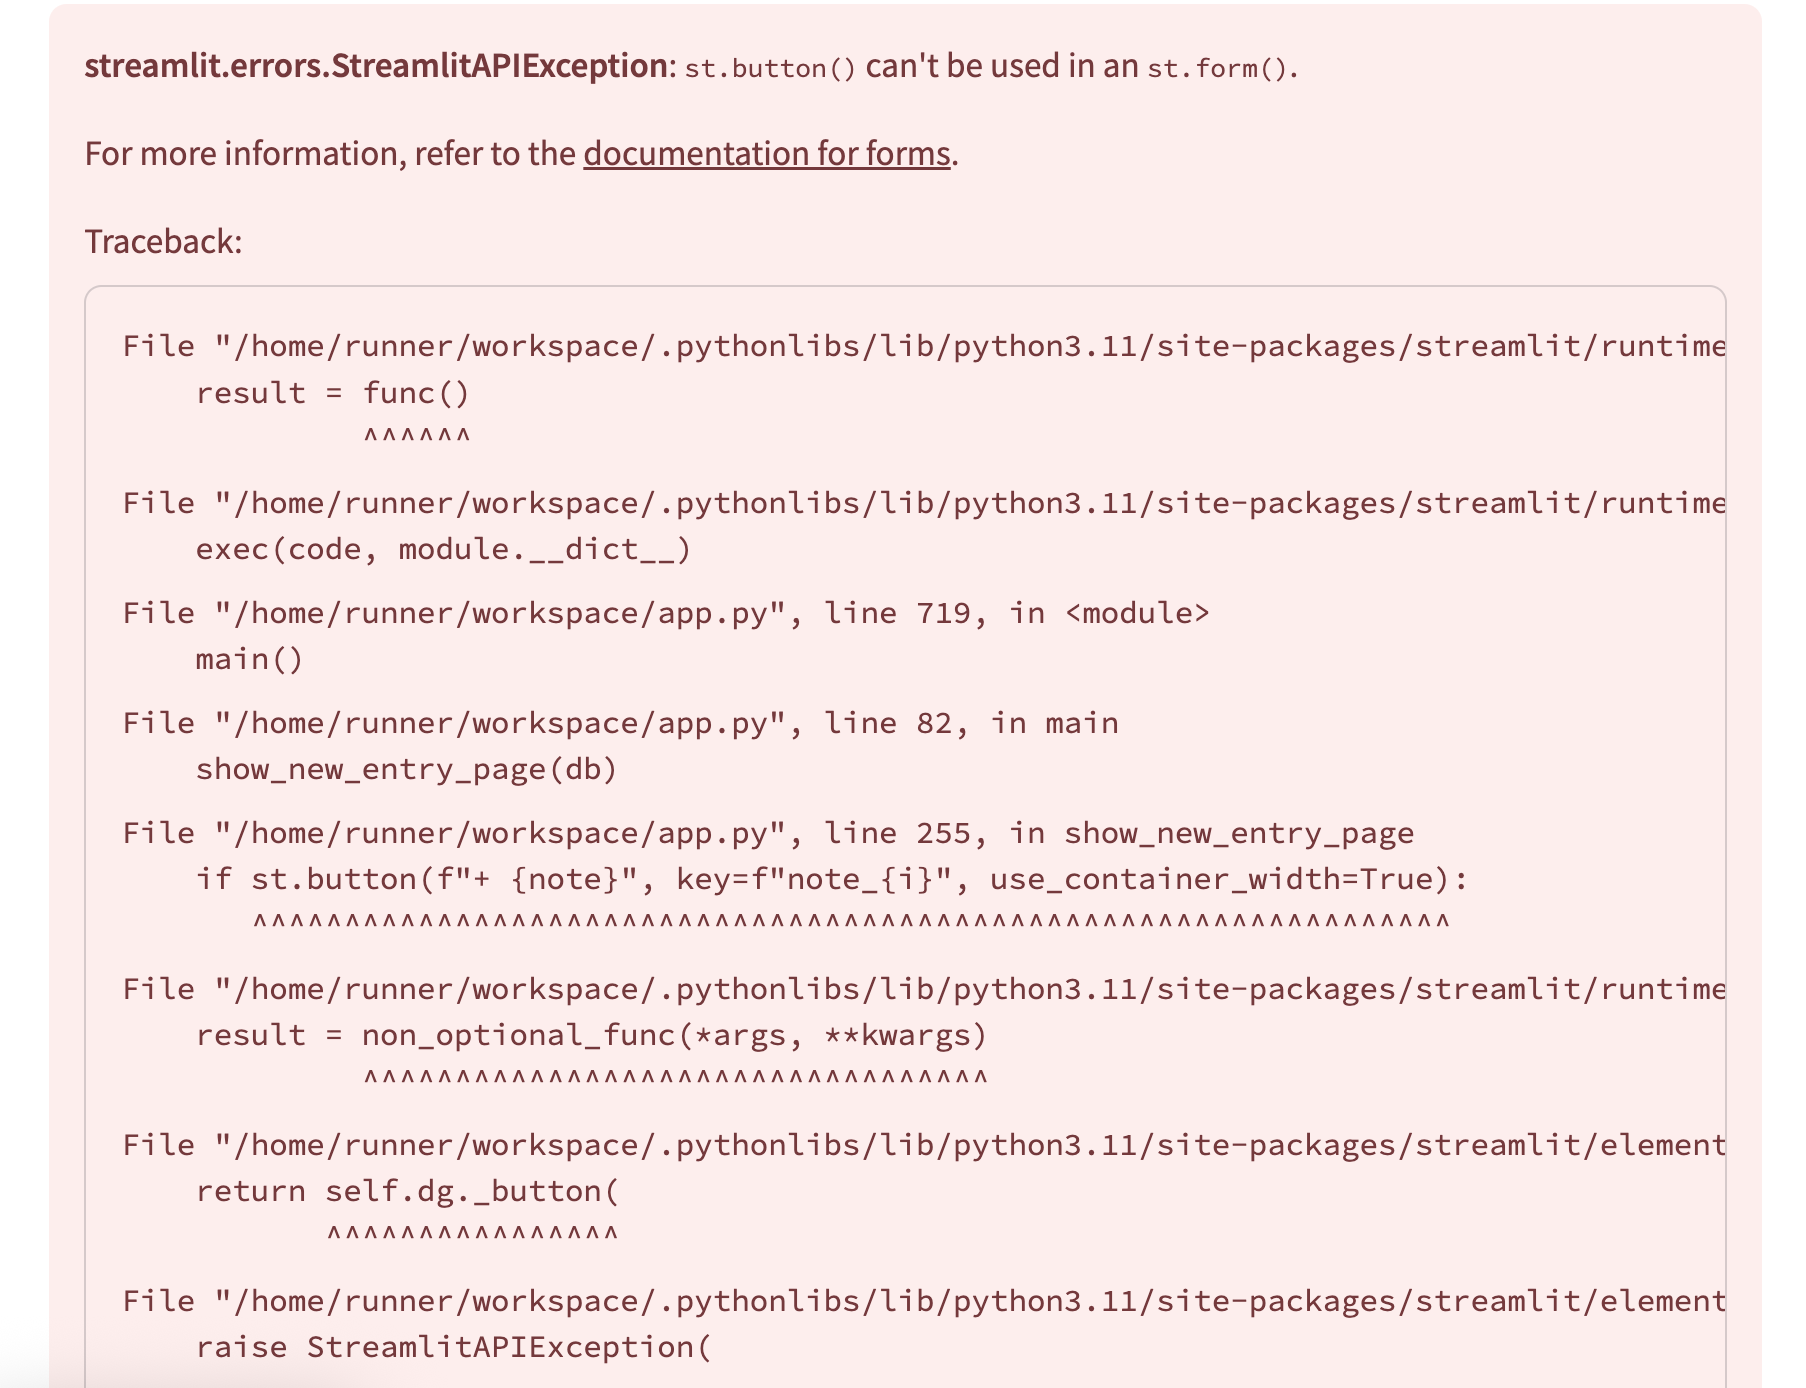 streamlit.errors.StreamlitAPIException: st.button() can't be used in an st.form().
For more information, refer to the documentation for forms.
Traceback:
File "/home/runner/workspace/.pythonlibs/lib/python3.11/site-packages/streamlit/runtime
    result = func()
             ^^^^^^
File "/home/runner/workspace/.pythonlibs/lib/python3.11/site-packages/streamlit/runtime
    exec(code, module.__dict__)
File "/home/runner/workspace/app.py", line 719, in <module>
    main()
File "/home/runner/workspace/app.py", line 82, in main
    show_new_entry_page(db)
File "/home/runner/workspace/app.py", line 255, in show_new_entry_page
    if st.button(f"+ {note}", key=f"note_{i}", use_container_width=True):
       ^^^^^^^^^^^^^^^^^^^^^^^^^^^^^^^^^^^^^^^^^^^^^^^^^^^^^^^^^^^^^^^^^
File "/home/runner/workspace/.pythonlibs/lib/python3.11/site-packages/streamlit/runtime
    result = non_optional_func(*args, **kwargs)
             ^^^^^^^^^^^^^^^^^^^^^^^^^^^^^^^^^^
File "/home/runner/workspace/.pythonlibs/lib/python3.11/site-packages/streamlit/element
    return self.dg._button(
           ^^^^^^^^^^^^^^^^
File "/home/runner/workspace/.pythonlibs/lib/python3.11/site-packages/streamlit/element
    raise StreamlitAPIException(